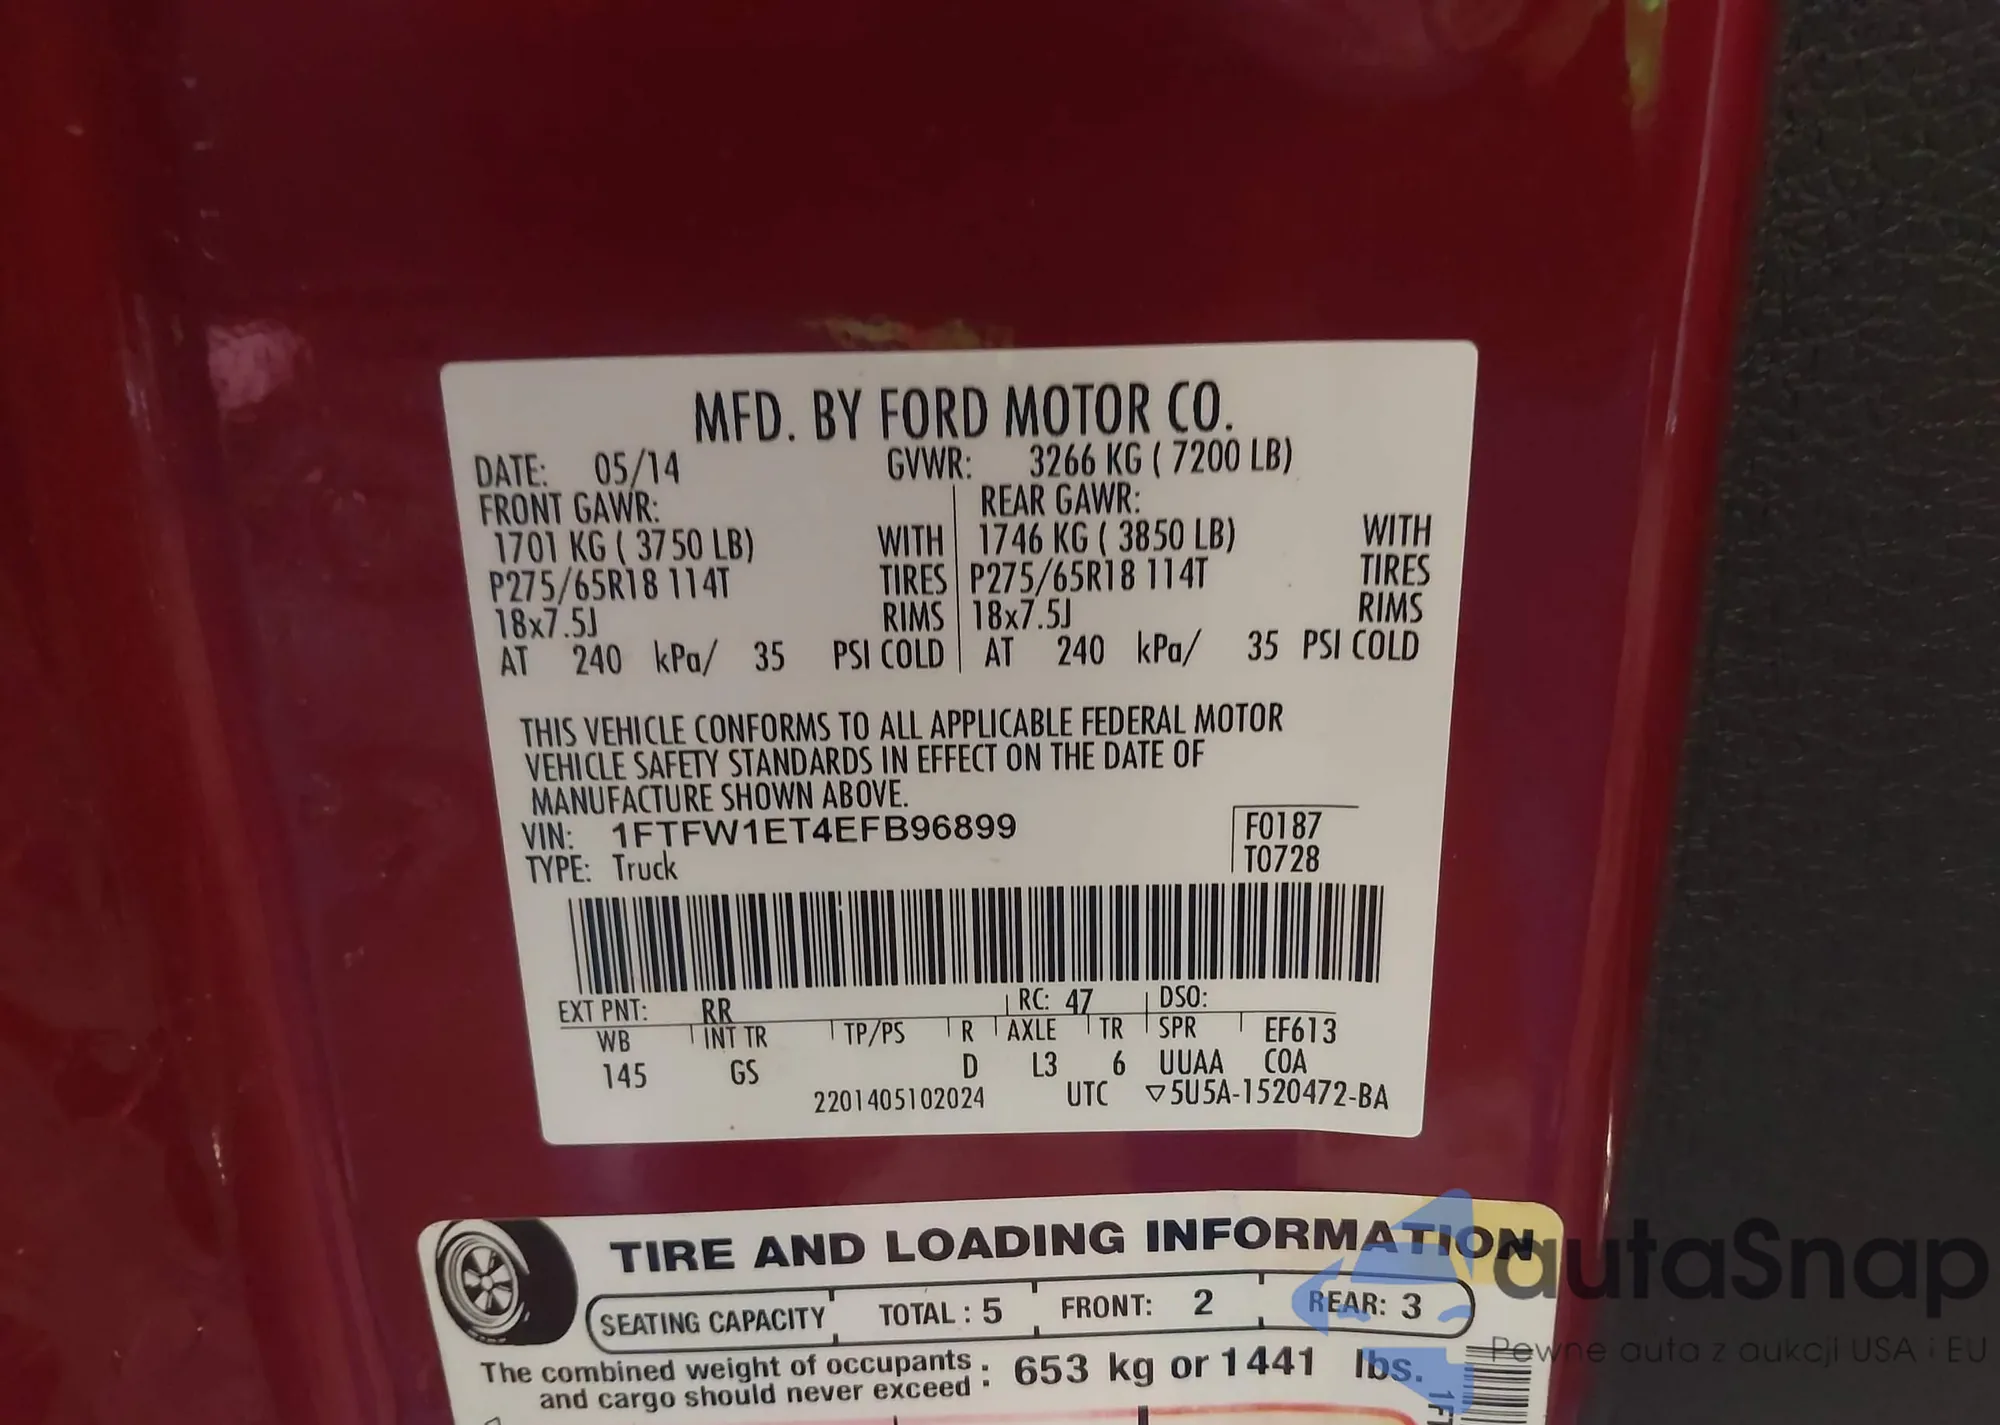 MFD. BY FORD MOTOR CO.
DATE: 05/14 GVWR: 3266 KG ( 7200 LB)
FRONT GAWR: REAR GAWR:
1701 KG ( 3750 LB) WITH 1746 KG ( 3850 LB) WITH
P275/65R18 114T TIRES P275/65R18 114T TIRES
18x7.5J RIMS 18x7.5J RIMS
AT 240 kPa/ 35 PSI COLD AT 240 kPa/ 35 PSI COLD
THIS VEHICLE CONFORMS TO ALL APPLICABLE FEDERAL MOTOR
VEHICLE SAFETY STANDARDS IN EFFECT ON THE DATE OF
MANUFACTURE SHOWN ABOVE.
VIN: 1FTFW1ET4EFB96899 F0187
TYPE: Truck T0728
EXT PNT: RR RC: 47 DSO:
WB INT TR TP/PS R AXLE TR SPR EF613
145 GS D L3 6 UUAA COA
2201405102024 UTC ▽5U5A-1520472-BA
TIRE AND LOADING INFORMATION
SEATING CAPACITY TOTAL : 5 FRONT: 2 REAR: 3
The combined weight of occupants : 653 kg or 1441 lbs.
and cargo should never exceed :
1FT
autaSnap
Pewne auta z aukcji USA i EU